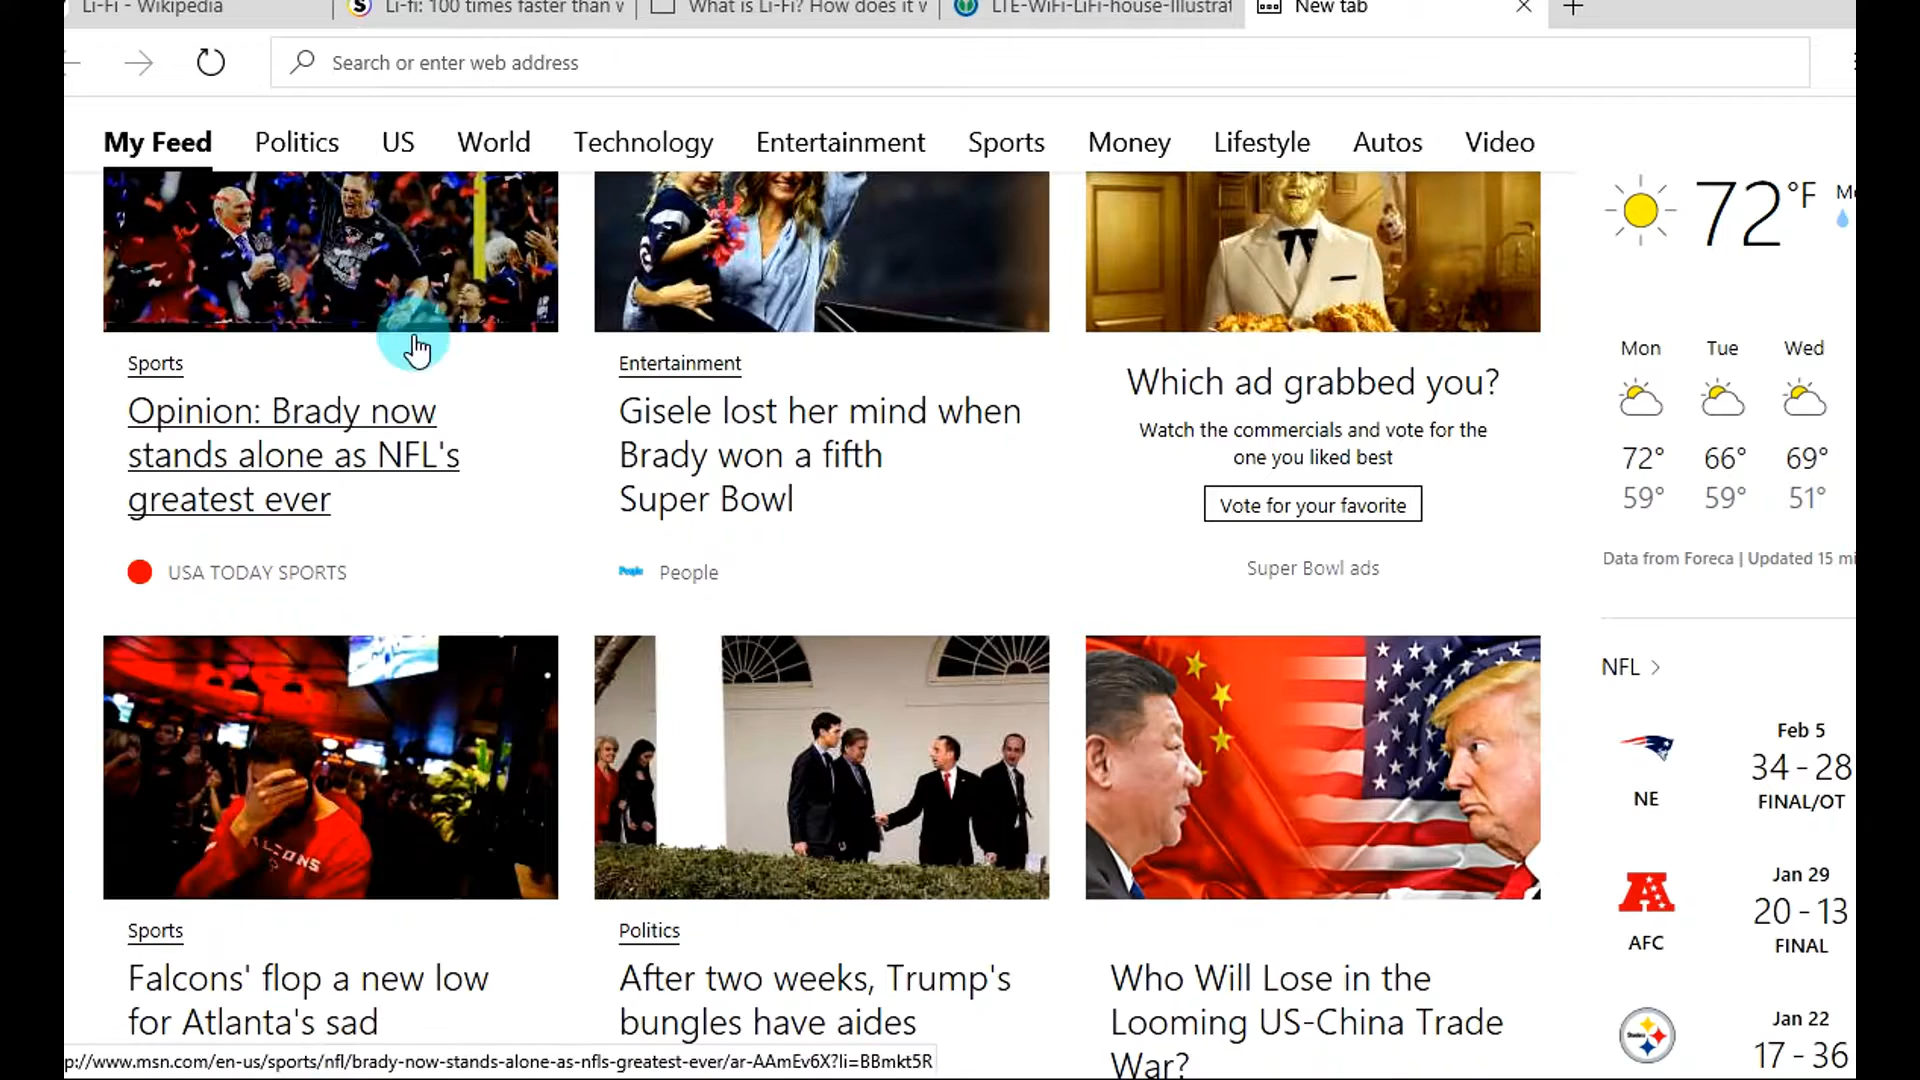 Li-Fi - Wikipedia
Li-fi: 100 times faster than
What is Li-Fi? How does it
LTE-WiFi-LiFi-house-Illustrat
New tab
Search or enter web address
My Feed
Politics
US
World
Technology
Entertainment
Sports
Money
Lifestyle
Autos
Video
72°F
Sports
Opinion: Brady now
stands alone as NFL's
greatest ever
USA TODAY SPORTS
Entertainment
Gisele lost her mind when
Brady won a fifth
Super Bowl
People
People
Which ad grabbed you?
Watch the commercials and vote for the
one you liked best
Vote for your favorite
Super Bowl ads
Mon Tue Wed
72° 66° 69°
59° 59° 51°
Data from Foreca | Updated 15 mi
Sports
Falcons' flop a new low
for Atlanta's sad
Politics
After two weeks, Trump's
bungles have aides
Who Will Lose in the
Looming US-China Trade
War?
NFL
NE
Feb 5
34 - 28
FINAL/OT
AFC
Jan 29
20 - 13
FINAL
Steelers
Jan 22
17 - 36
p://www.msn.com/en-us/sports/nfl/brady-now-stands-alone-as-nfls-greatest-ever/ar-AAmEv6X?li=BBmkt5R